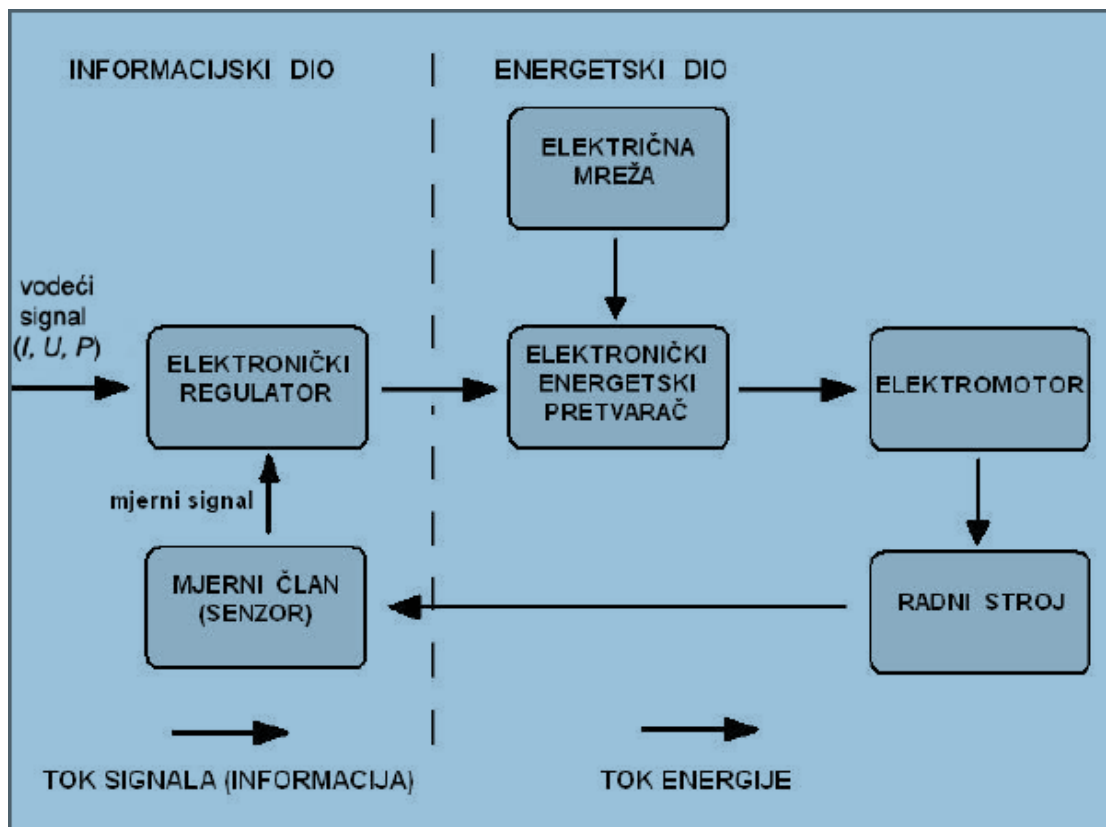 INFORMACIJSKI DIO
ENERGETSKI DIO
ELEKTRIČNA
MREŽA
vodeći
signal
(I, U, P)
ELEKTRONIČKI
REGULATOR
ELEKTRONIČKI
ENERGETSKI
PRETVARAČ
ELEKTROMOTOR
mjerni signal
MJERNI ČLAN
(SENZOR)
RADNI STROJ
TOK SIGNALA (INFORMACIJA)
TOK ENERGIJE